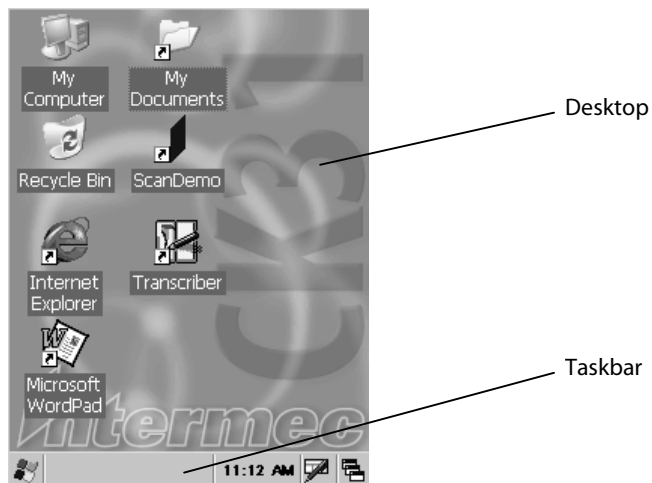 My
Computer
My
Documents
Recycle Bin
ScanDemo
Internet
Explorer
Transcriber
Microsoft
WordPad
CK31
Intermec
11:12 AM
Desktop
Taskbar